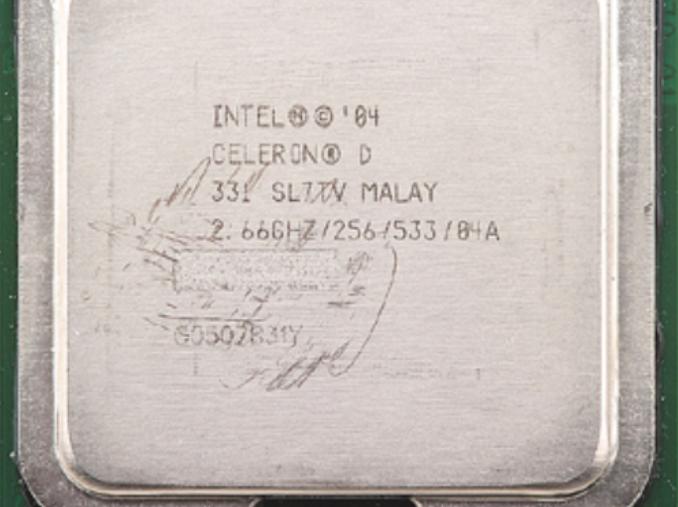 INTEL®© '04
CELERON® D
331 SL7TV MALAY
2.66GHZ/256/533/04A